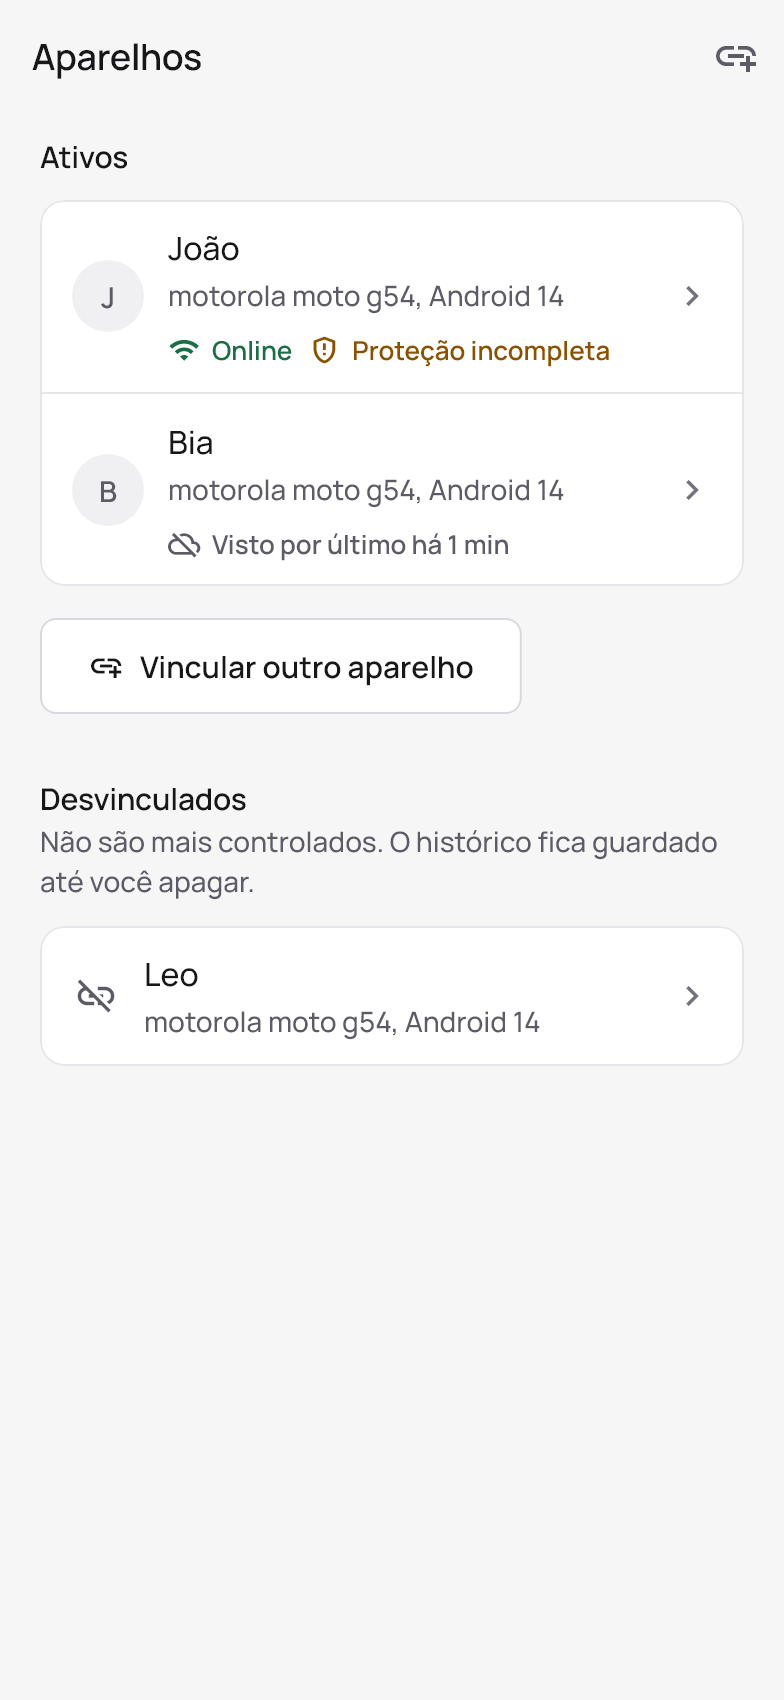 Aparelhos
Ativos
J
João
motorola moto g54, Android 14
Online Proteção incompleta
B
Bia
motorola moto g54, Android 14
Visto por último há 1 min
Vincular outro aparelho
Desvinculados
Não são mais controlados. O histórico fica guardado
até você apagar.
Leo
motorola moto g54, Android 14